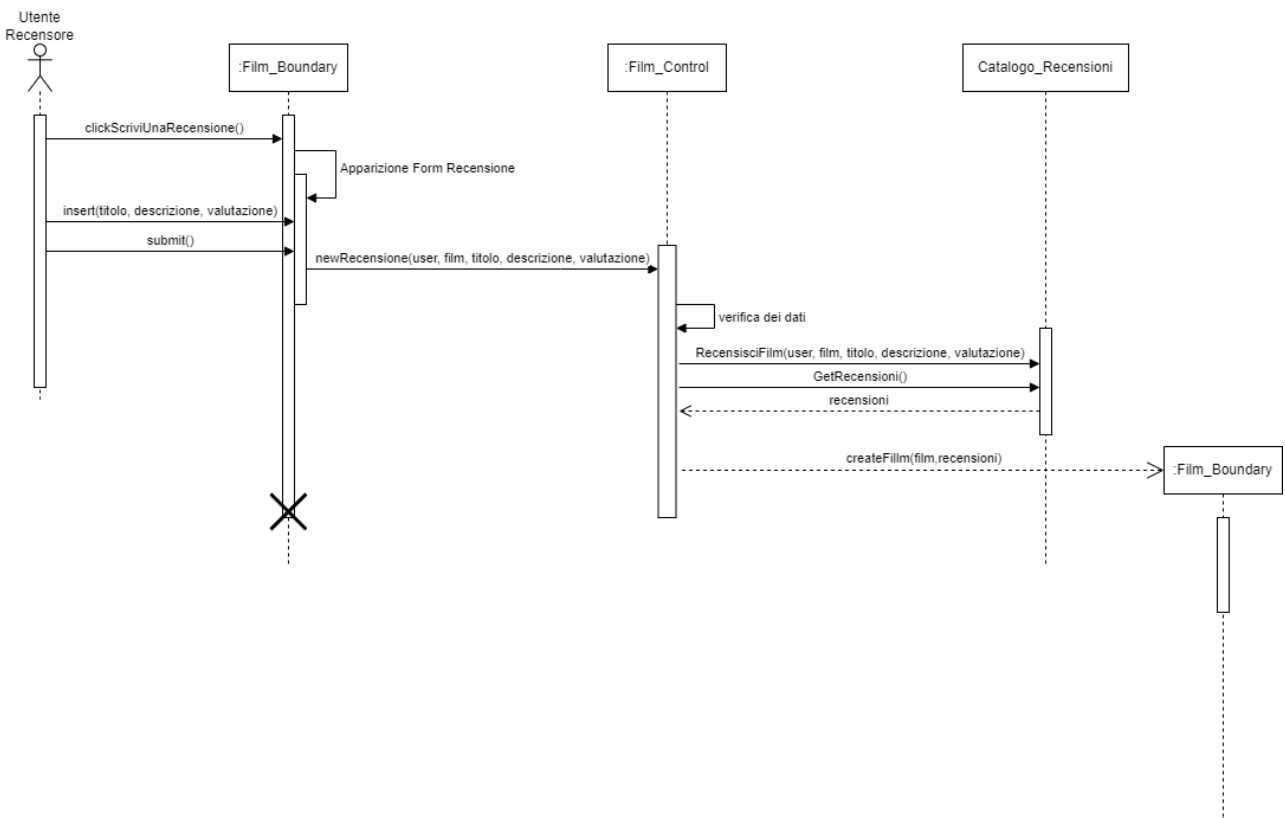 Utente
Recensore
:Film_Boundary
:Film_Control
Catalogo_Recensioni
clickScriviUnaRecensione()
Apparizione Form Recensione
insert(titolo, descrizione, valutazione)
submit()
newRecensione(user, film, titolo, descrizione, valutazione)
verifica dei dati
RecensisciFilm(user, film, titolo, descrizione, valutazione)
GetRecensioni()
recensioni
createFillm(film,recensioni)
:Film_Boundary